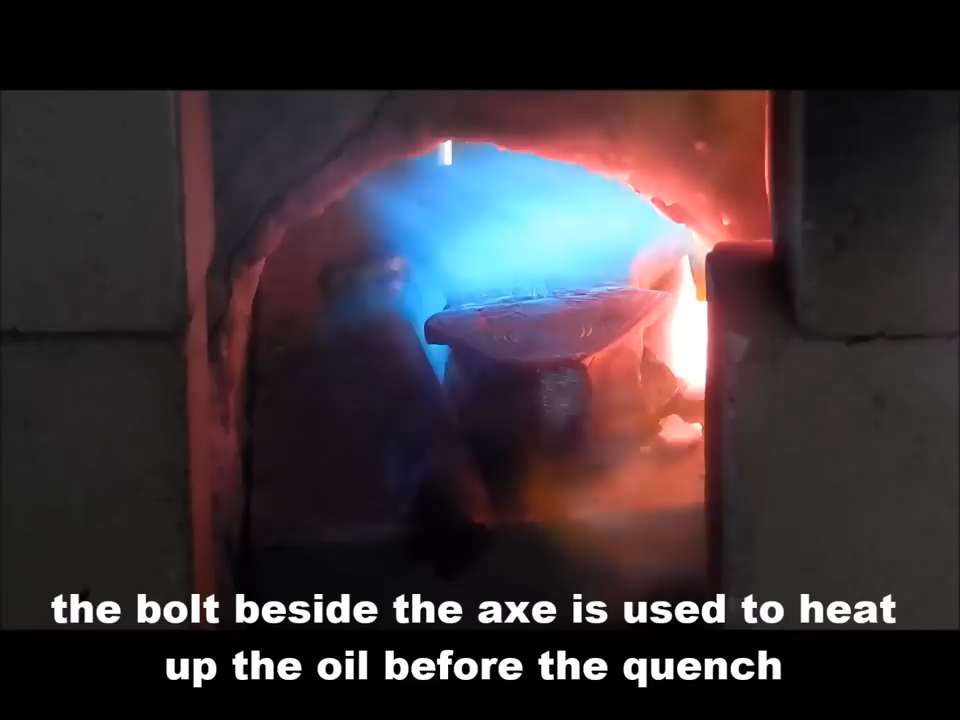 the bolt beside the axe is used to heat
up the oil before the quench